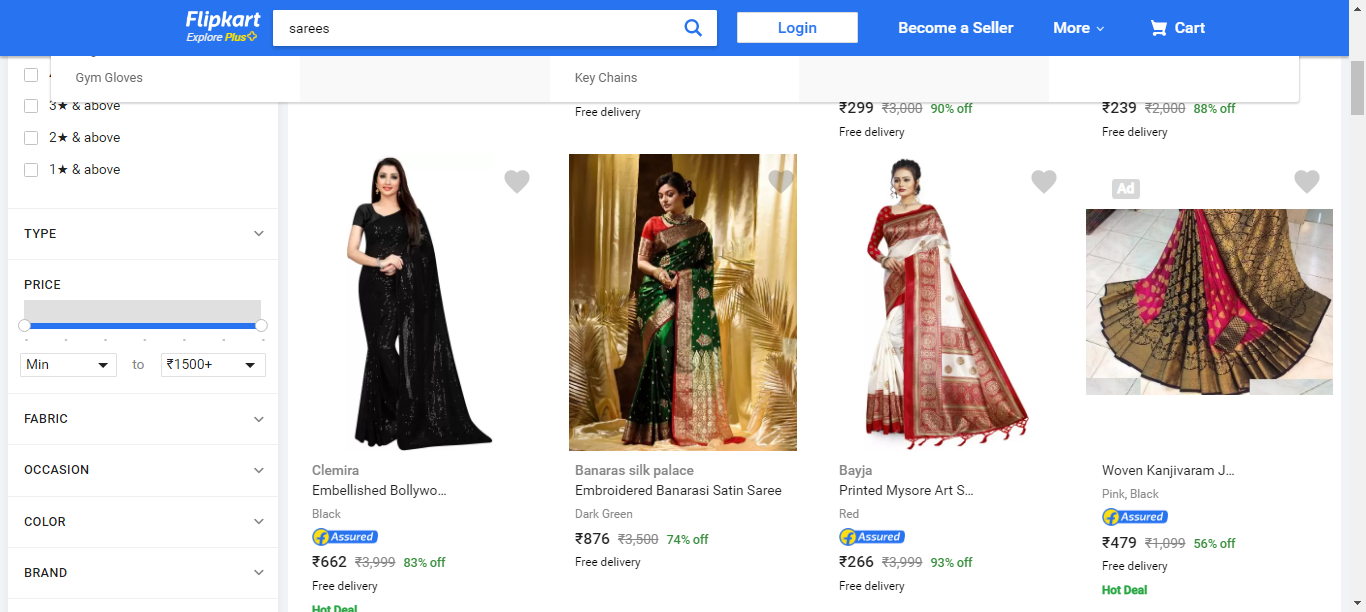 Flipkart
Explore Plus
sarees
Login
Become a Seller
More
Cart
Gym Gloves
Key Chains
3★ & above
2★ & above
1★ & above
TYPE
PRICE
Min to ₹1500+
FABRIC
OCCASION
COLOR
BRAND
Free delivery
₹299 ₹3,000 90% off
Free delivery
₹239 ₹2,000 88% off
Free delivery
Clemira
Embellished Bollywo...
Black
Assured
₹662 ₹3,999 83% off
Free delivery
Hot Deal
Banaras silk palace
Embroidered Banarasi Satin Saree
Dark Green
₹876 ₹3,500 74% off
Free delivery
Bayja
Printed Mysore Art S...
Red
Assured
₹266 ₹3,999 93% off
Free delivery
Ad
Woven Kanjivaram J...
Pink, Black
Assured
₹479 ₹1,099 56% off
Free delivery
Hot Deal